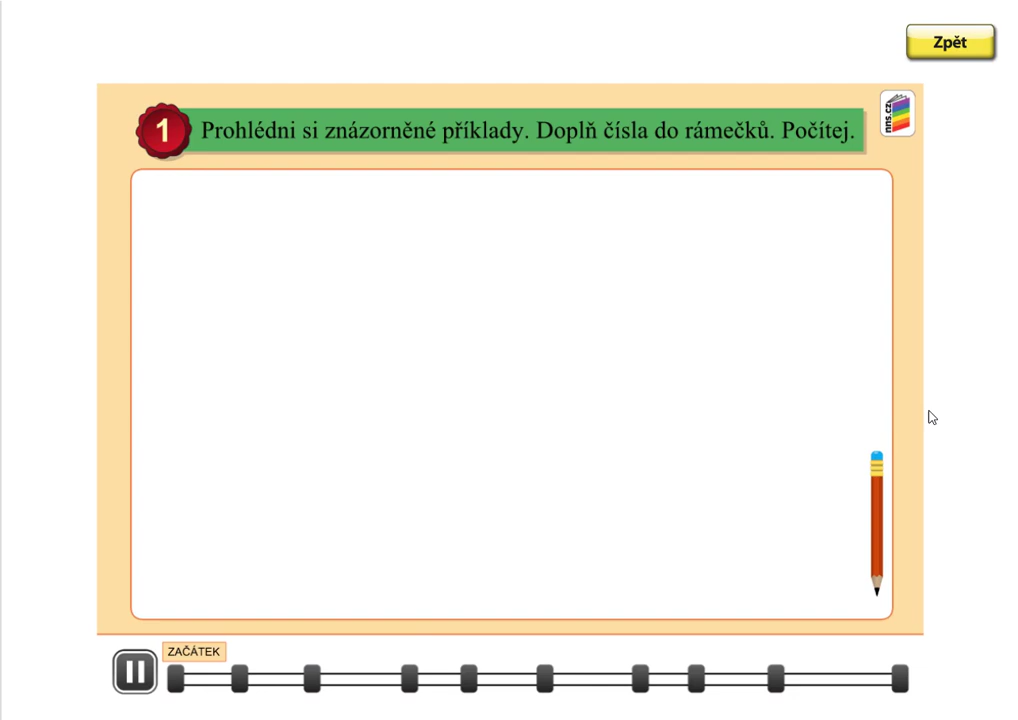 Zpět
1 Prohlédni si znázorněné příklady. Doplň čísla do rámečků. Počítej.
nns.cz
ZAČÁTEK